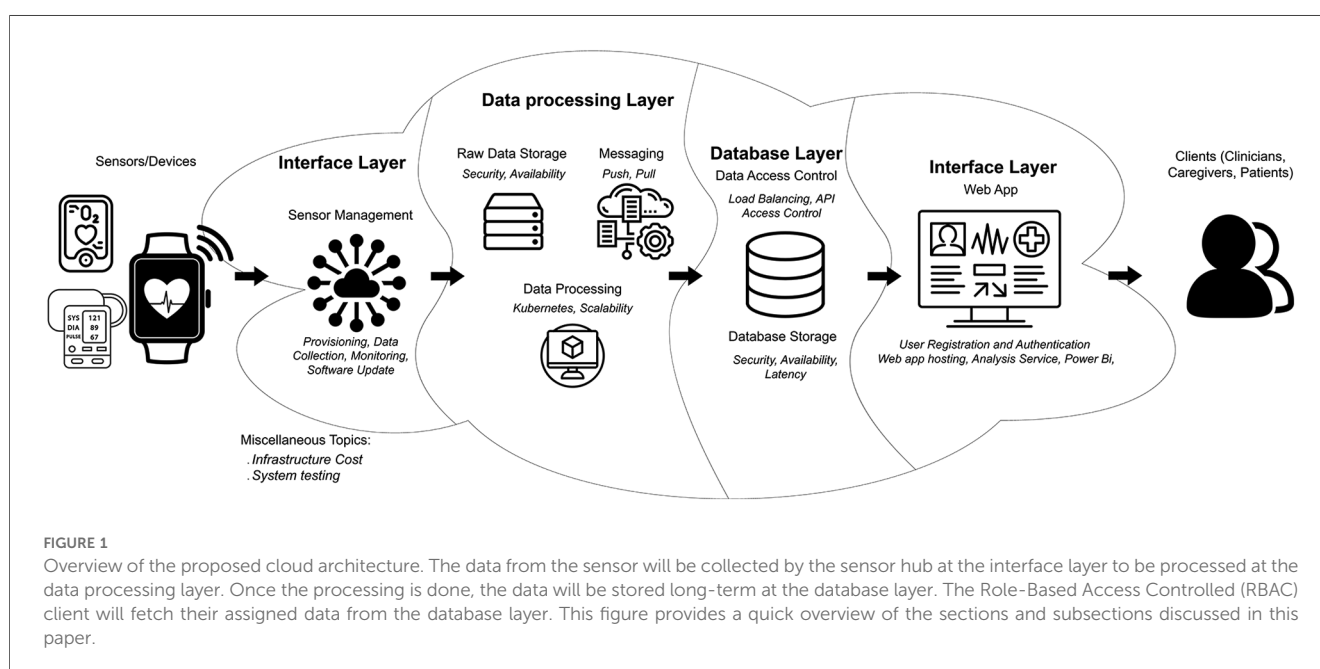 Sensors/Devices
O2
SYS 121
DIA 89
PULSE 67
Interface Layer
Sensor Management
Provisioning, Data
Collection, Monitoring,
Software Update
Miscellaneous Topics:
. Infrastructure Cost
. System testing
Data processing Layer
Raw Data Storage
Security, Availability
Messaging
Push, Pull
Data Processing
Kubernetes, Scalability
Database Layer
Data Access Control
Load Balancing, API
Access Control
Database Storage
Security, Availability,
Latency
Interface Layer
Web App
User Registration and Authentication
Web app hosting, Analysis Service, Power Bi,
Clients (Clinicians,
Caregivers, Patients)
FIGURE 1
Overview of the proposed cloud architecture. The data from the sensor will be collected by the sensor hub at the interface layer to be processed at the
data processing layer. Once the processing is done, the data will be stored long-term at the database layer. The Role-Based Access Controlled (RBAC)
client will fetch their assigned data from the database layer. This figure provides a quick overview of the sections and subsections discussed in this
paper.